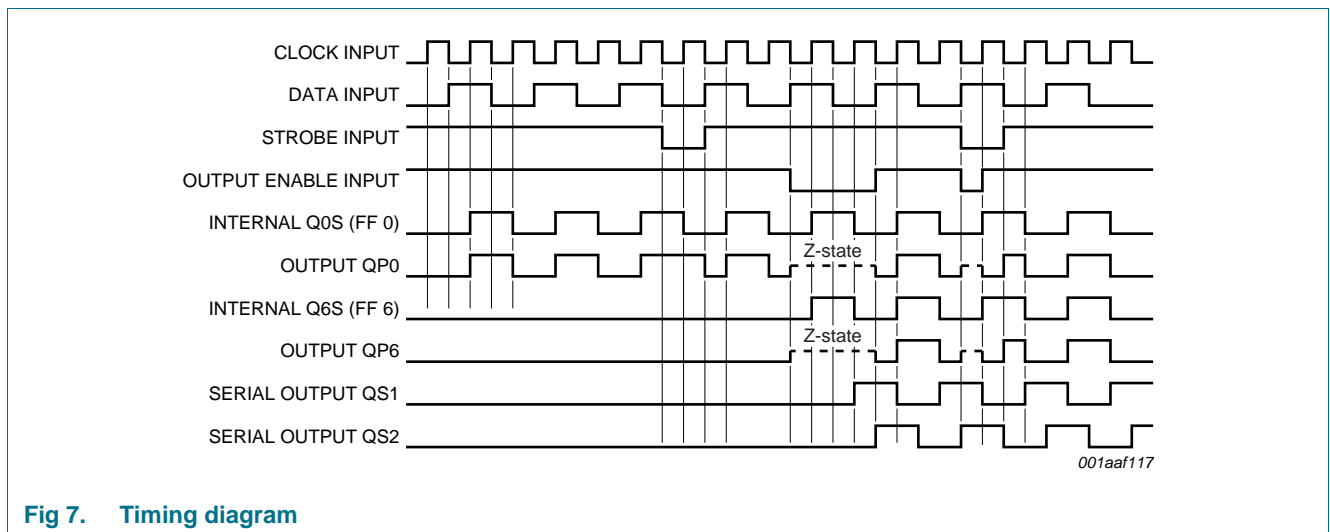 CLOCK INPUT
DATA INPUT
STROBE INPUT
OUTPUT ENABLE INPUT
INTERNAL Q0S (FF 0)
Z-state
OUTPUT QP0
INTERNAL Q6S (FF 6)
Z-state
OUTPUT QP6
SERIAL OUTPUT QS1
SERIAL OUTPUT QS2
001aaf117
Fig 7. Timing diagram